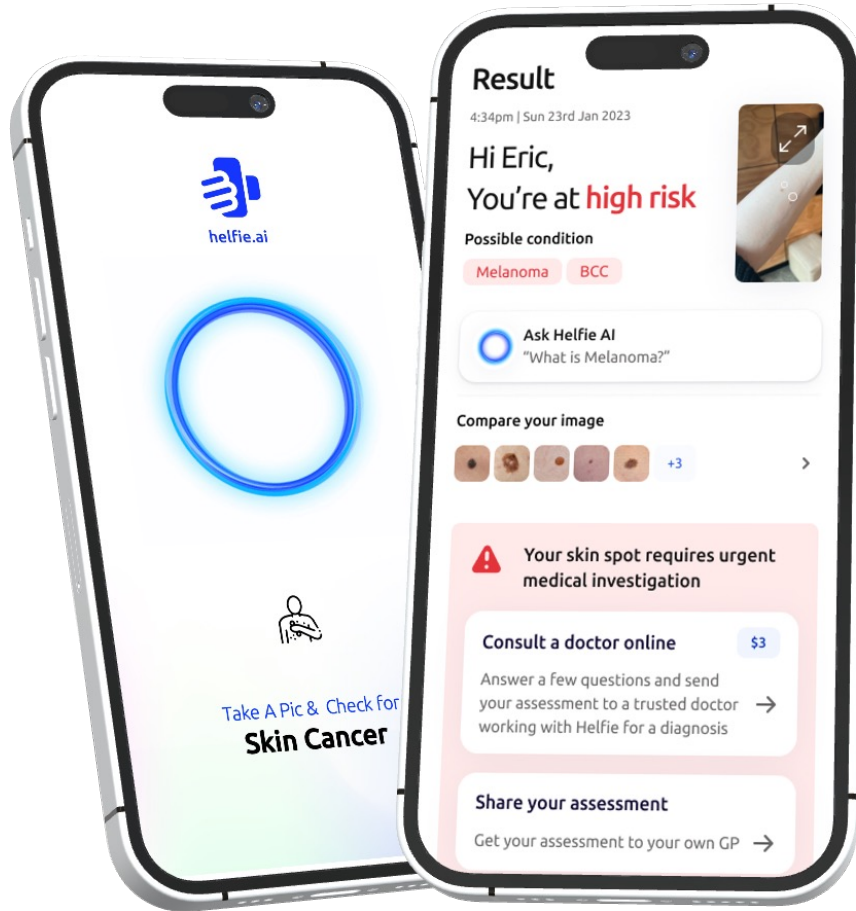 helfie.ai
Take A Pic & Check for
Skin Cancer
Result
4:34pm | Sun 23rd Jan 2023
Hi Eric,
You're at high risk
Possible condition
Melanoma BCC
Ask Helfie AI
"What is Melanoma?"
Compare your image
+3
Your skin spot requires urgent
medical investigation
Consult a doctor online $3
Answer a few questions and send
your assessment to a trusted doctor
working with Helfie for a diagnosis
Share your assessment
Get your assessment to your own GP